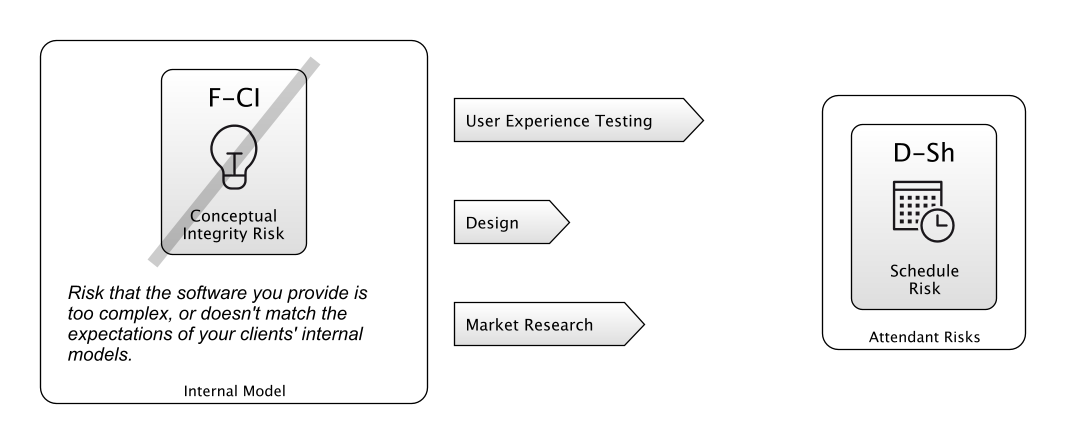 F-CI
Conceptual
Integrity Risk
Risk that the software you provide is
too complex, or doesn't match the
expectations of your clients' internal
models.
Internal Model
User Experience Testing
Design
Market Research
D-Sh
Schedule
Risk
Attendant Risks